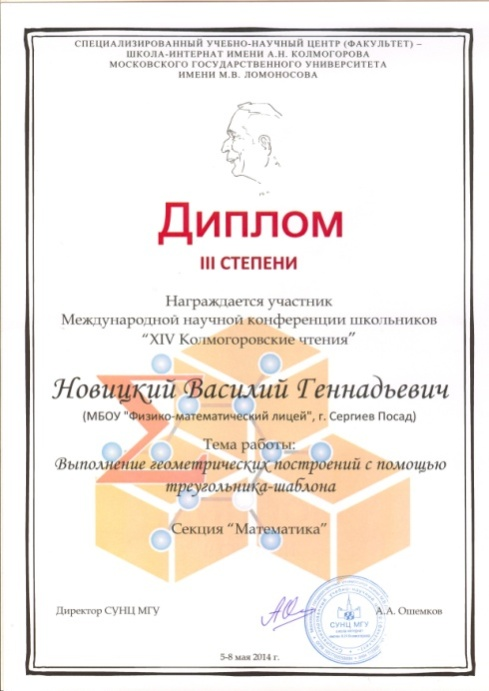 СПЕЦИАЛИЗИРОВАННЫЙ УЧЕБНО-НАУЧНЫЙ ЦЕНТР (ФАКУЛЬТЕТ) –
ШКОЛА-ИНТЕРНАТ ИМЕНИ А.Н. КОЛМОГОРОВА
МОСКОВСКОГО ГОСУДАРСТВЕННОГО УНИВЕРСИТЕТА
ИМЕНИ М.В. ЛОМОНОСОВА
Диплом
III СТЕПЕНИ
Награждается участник
Международной научной конференции школьников
“XIV Колмогоровские чтения”
Новицкий Василий Геннадьевич
(МБОУ "Физико-математический лицей", г. Сергиев Посад)
Тема работы:
Выполнение геометрических построений с помощью
треугольника-шаблона
Секция “Математика”
Директор СУНЦ МГУ
СУНЦ МГУ
А.А. Ошемков
5-8 мая 2014 г.